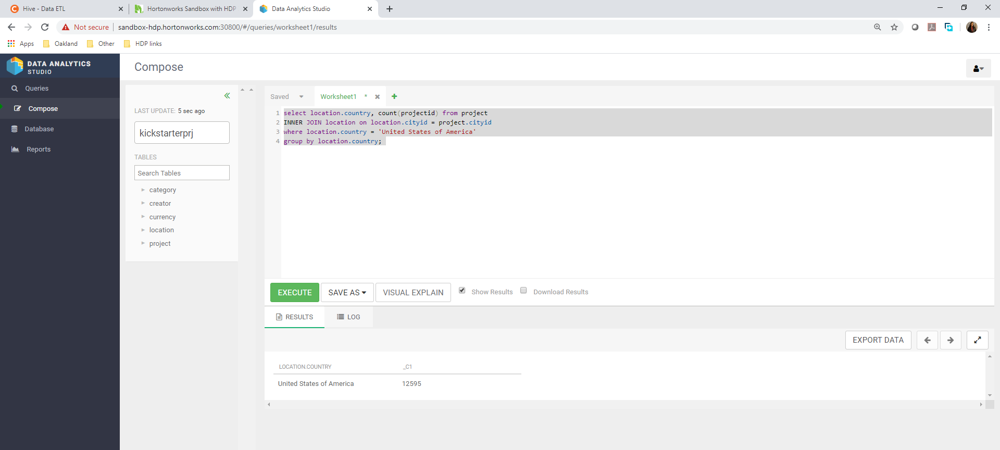 Hive - Data ETL
Hortonworks Sandbox with HDP
Data Analytics Studio
Not secure
sandbox-hdp.hortonworks.com:30800/#/queries/worksheet1/results
Apps
Oakland
Other
HDP links
DATA ANALYTICS
STUDIO
Queries
Compose
Database
Reports
Compose
LAST UPDATE: 5 sec ago
kickstarterprj
TABLES
Search Tables
category
creator
currency
location
project
Saved
Worksheet1 *
1 select location.country, count(projectid) from project
2 INNER JOIN location on location.cityid = project.cityid
3 where location.country = 'United States of America'
4 group by location.country;
EXECUTE
SAVE AS
VISUAL EXPLAIN
Show Results
Download Results
RESULTS
LOG
EXPORT DATA
LOCATION.COUNTRY _C1
United States of America 12595